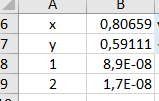 A B
6 x 0,80659
7 y 0,59111
8 1 8,9E-08
9 2 1,7E-08